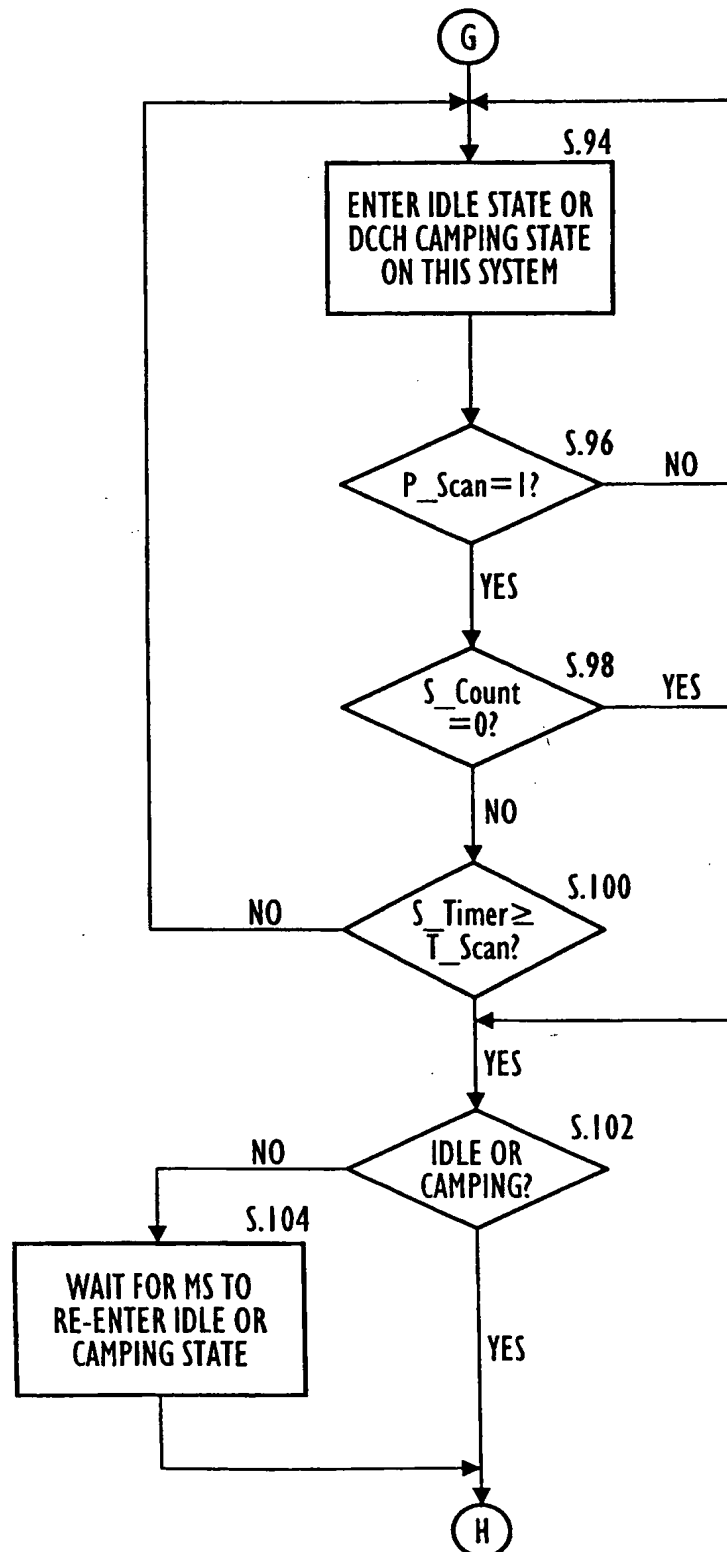 G
S.94
ENTER IDLE STATE OR
DCCH CAMPING STATE
ON THIS SYSTEM
S.96
P_Scan=1?
NO
YES
S.98
S_Count
=0?
YES
NO
S.100
S_Timer≥
T_Scan?
NO
YES
S.102
IDLE OR
CAMPING?
NO
S.104
WAIT FOR MS TO
RE-ENTER IDLE OR
CAMPING STATE
YES
H